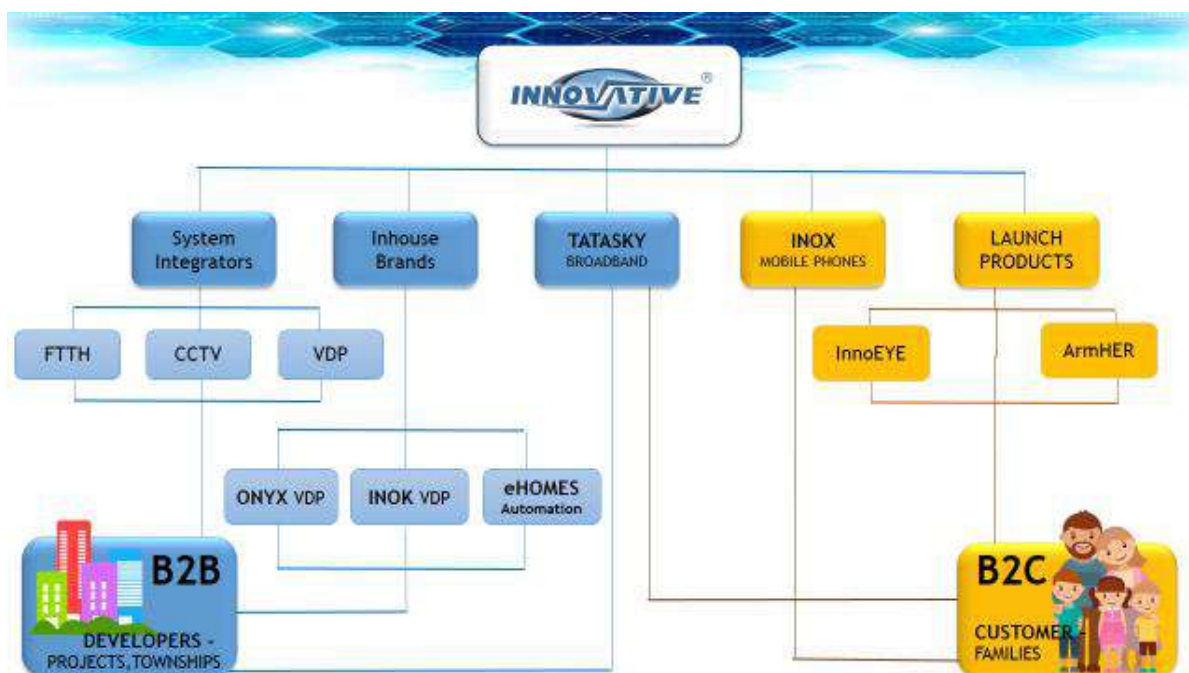 INNOVATIVE ®
System
Integrators
Inhouse
Brands
TATASKY
BROADBAND
INOX
MOBILE PHONES
LAUNCH
PRODUCTS
FTTH
CCTV
VDP
InnoEYE
ArmHER
ONYX VDP
INOK VDP
eHOMES
Automation
B2B
DEVELOPERS -
PROJECTS,TOWNSHIPS
B2C
CUSTOMER -
FAMILIES